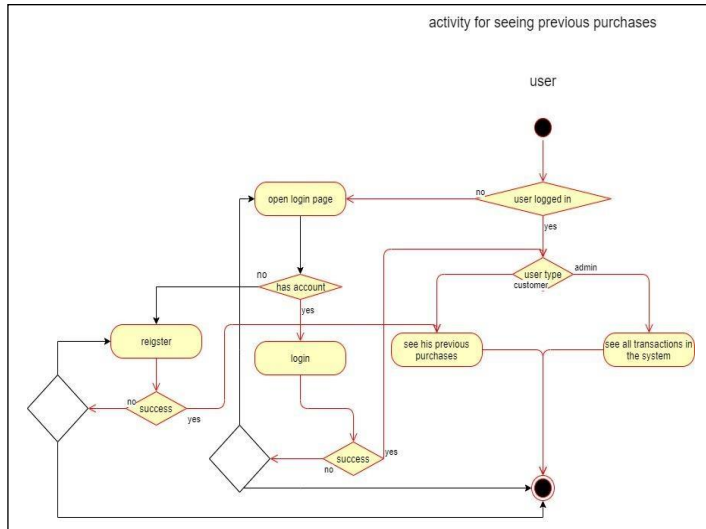 activity for seeing previous purchases
user
no
user logged in
open login page
yes
user type
admin
customer
no
has account
yes
reigster
login
see his previous
purchases
see all transactions in
the system
no
success
yes
success
yes
no